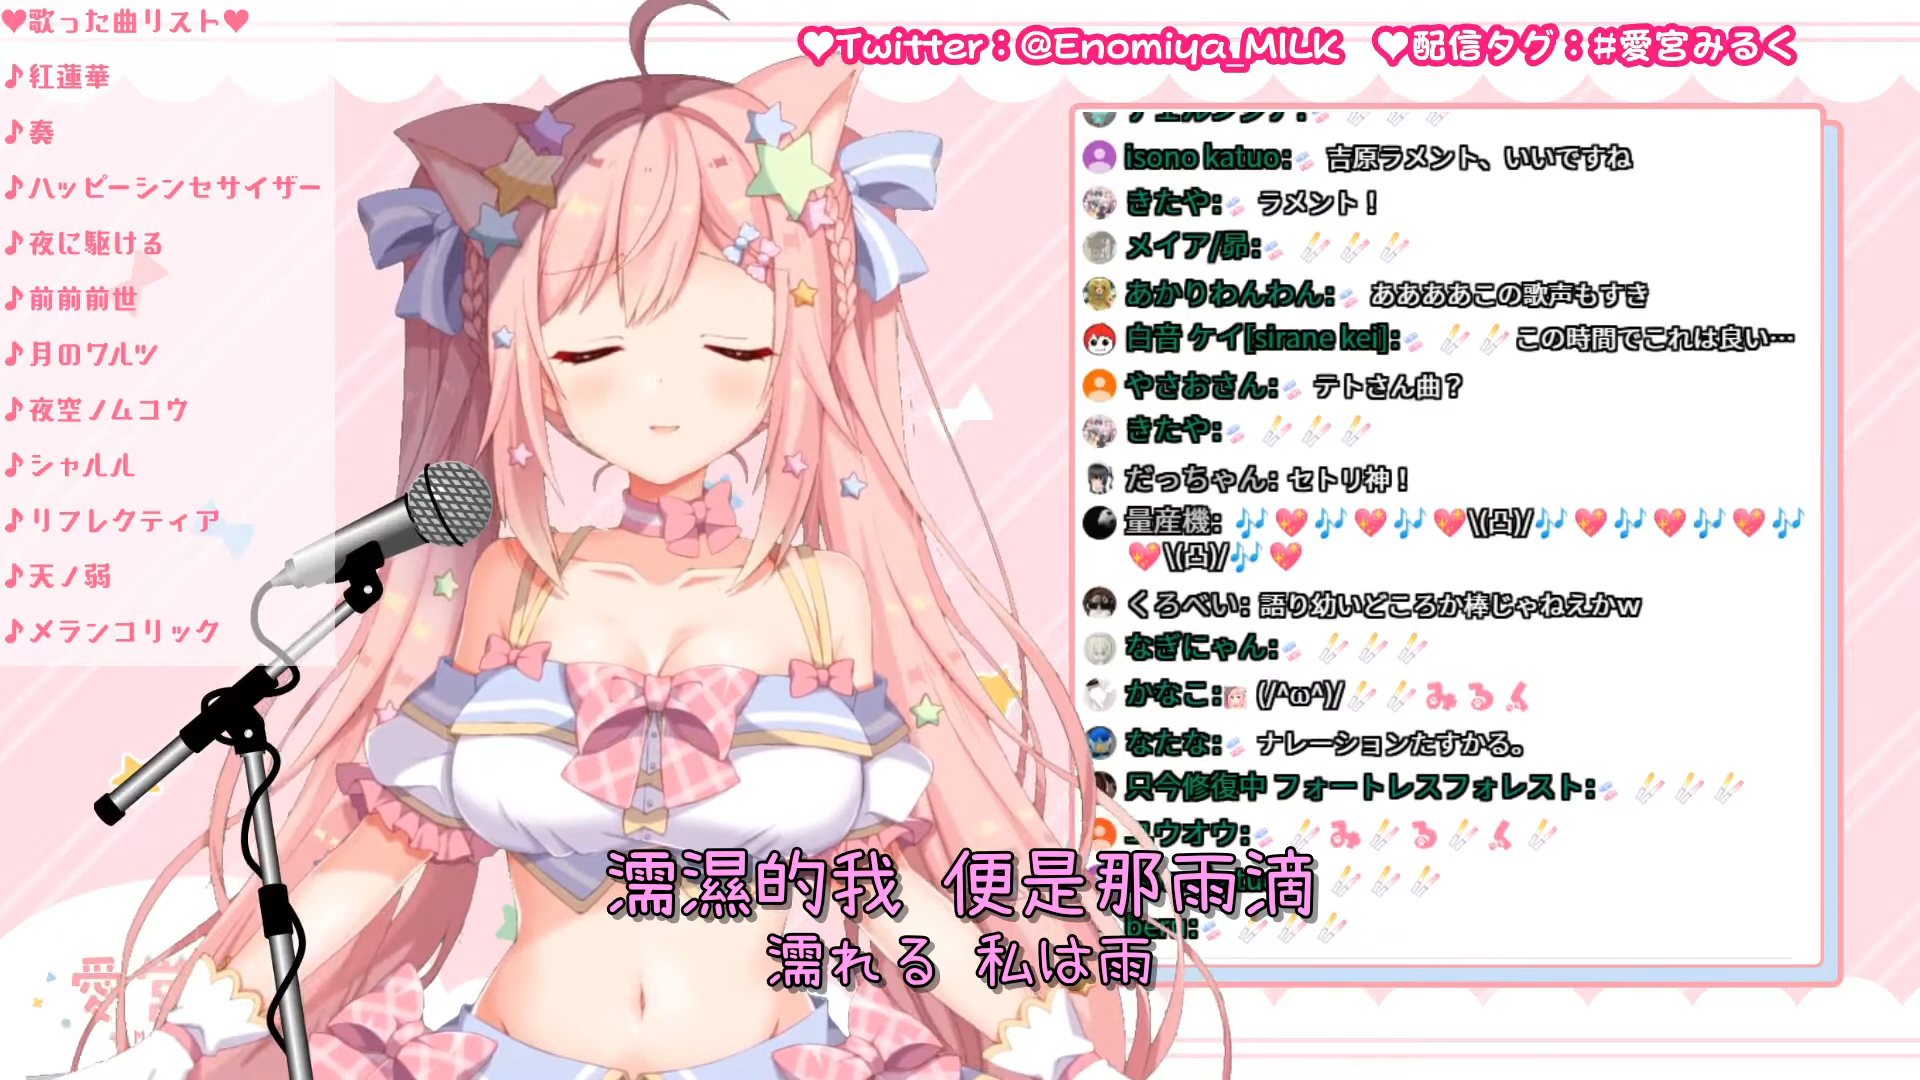 ♥歌った曲リスト♥
♪紅蓮華
♪奏
♪ハッピーシンセサイザー
♪夜に駆ける
♪前前前世
♪月のワルツ
♪夜空ノムコウ
♪シャルル
♪リフレクティア
♪天ノ弱
♪メランコリック
♥Twitter:@Enomiya_MILK ♥配信タグ:#愛宮みるく
isono katuo: 吉原ラメント、いいですね
きたや: ラメント!
メイア/昴:
あかりわんわん: ああああこの歌声もすき
白音 ケイ[sirane kei]: この時間でこれは良い…
やさおさん: テトさん曲?
きたや:
だっちゃん: セトリ神!
量産機: 🎶💖🎶💖🎶💖\(凸)/🎶💖🎶💖🎶💖🎶
💖\(凸)/🎶💖
くろべい: 語り幼いどころか棒じゃねえかw
なぎにゃん:
かなこ: (/^ω^)/ みるく
なたな: ナレーションたすかる。
只今修復中 フォートレスフォレスト:
ユウオウ: みるく
濡濕的我 便是那雨滴
濡れる 私は雨
愛宮